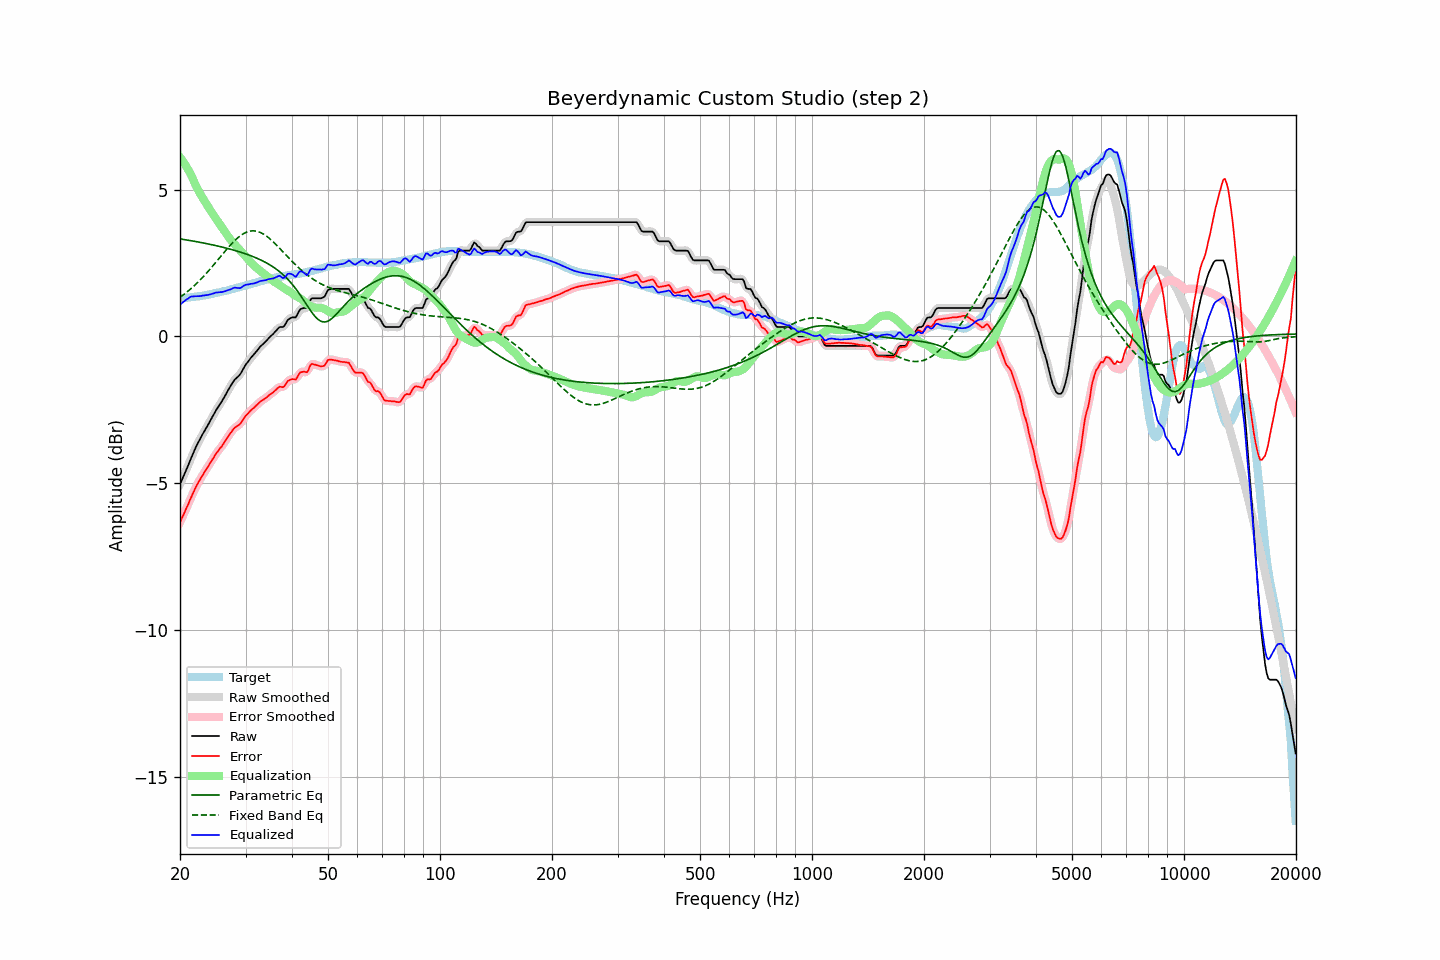 Beyerdynamic Custom Studio (step 2)
Amplitude (dBr)
5
0
−5
−10
−15
Target
Raw Smoothed
Error Smoothed
Raw
Error
Equalization
Parametric Eq
Fixed Band Eq
Equalized
20 50 100 200 500 1000 2000 5000 10000 20000
Frequency (Hz)